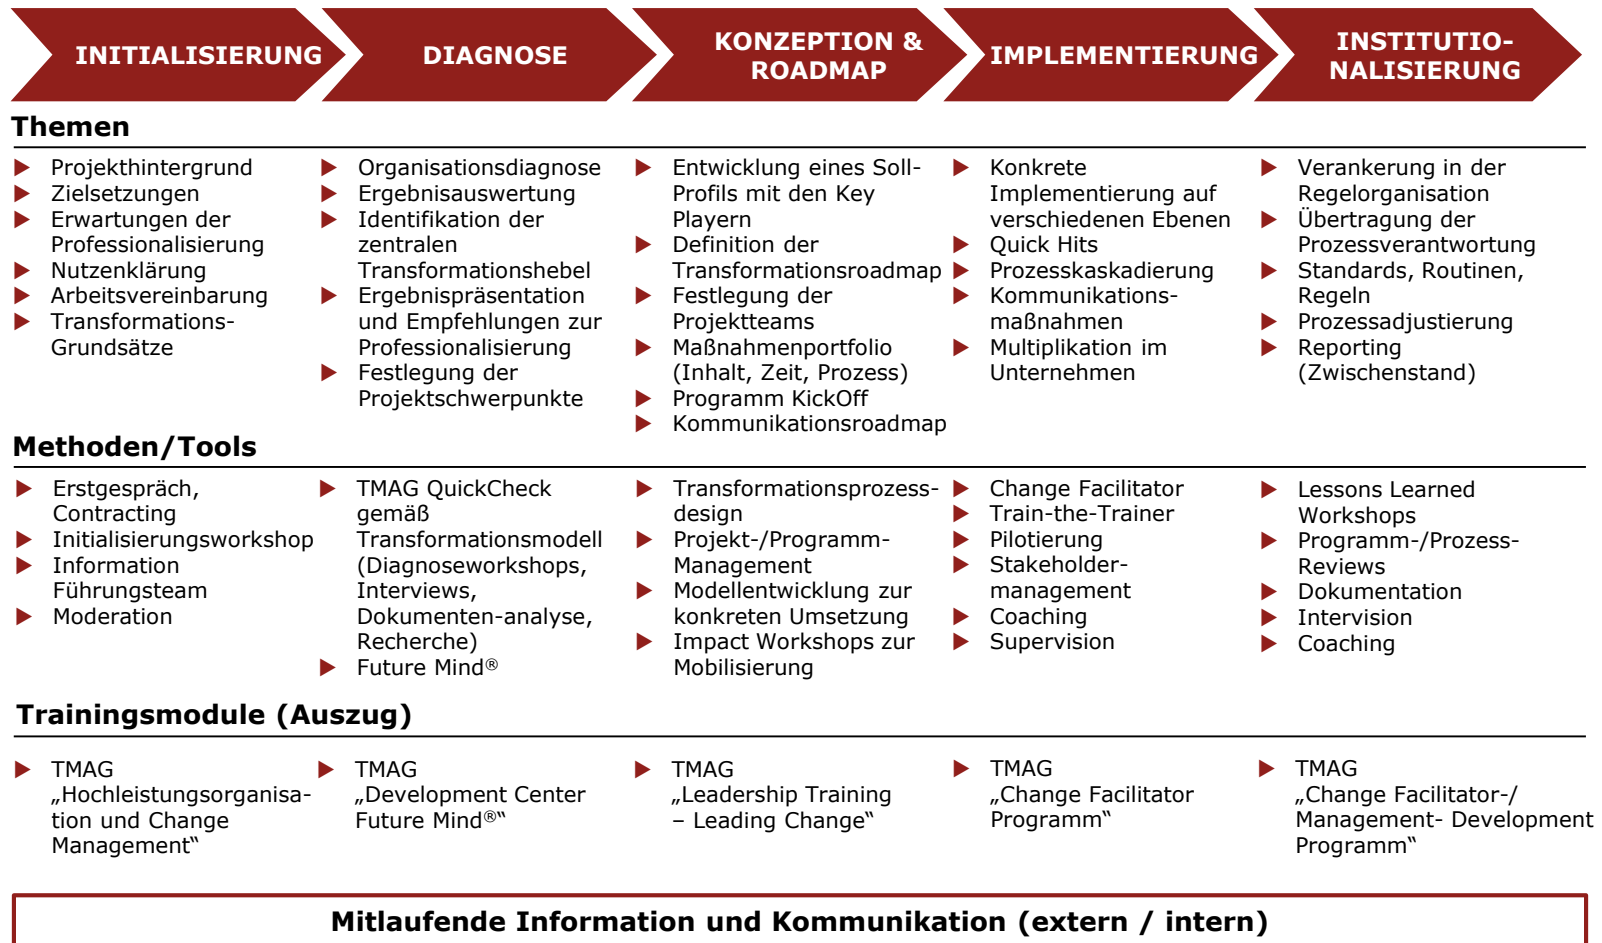 INITIALISIERUNG
DIAGNOSE
KONZEPTION &
ROADMAP
IMPLEMENTIERUNG
INSTITUTIO-
NALISIERUNG
Themen
Projekthintergrund
Zielsetzungen
Erwartungen der
Professionalisierung
Nutzenklärung
Arbeitsvereinbarung
Transformations-
Grundsätze
Organisationsdiagnose
Ergebnisauswertung
Identifikation der
zentralen
Transformationshebel
Ergebnispräsentation
und Empfehlungen zur
Professionalisierung
Festlegung der
Projektschwerpunkte
Entwicklung eines Soll-
Profils mit den Key
Playern
Definition der
Transformationsroadmap
Festlegung der
Projektteams
Maßnahmenportfolio
(Inhalt, Zeit, Prozess)
Programm KickOff
Kommunikationsroadmap
Konkrete
Implementierung auf
verschiedenen Ebenen
Quick Hits
Prozesskaskadierung
Kommunikations-
maßnahmen
Multiplikation im
Unternehmen
Verankerung in der
Regelorganisation
Übertragung der
Prozessverantwortung
Standards, Routinen,
Regeln
Prozessadjustierung
Reporting
(Zwischenstand)
Methoden/Tools
Erstgespräch,
Contracting
Initialisierungsworkshop
Information
Führungsteam
Moderation
TMAG QuickCheck
gemäß
Transformationsmodell
(Diagnoseworkshops,
Interviews,
Dokumenten-analyse,
Recherche)
Future Mind®
Transformationsprozess-
design
Projekt-/Programm-
Management
Modellentwicklung zur
konkreten Umsetzung
Impact Workshops zur
Mobilisierung
Change Facilitator
Train-the-Trainer
Pilotierung
Stakeholder-
management
Coaching
Supervision
Lessons Learned
Workshops
Programm-/Prozess-
Reviews
Dokumentation
Intervision
Coaching
Trainingsmodule (Auszug)
TMAG
„Hochleistungsorganisa-
tion und Change
Management“
TMAG
„Development Center
Future Mind®“
TMAG
„Leadership Training
– Leading Change“
TMAG
„Change Facilitator
Programm“
TMAG
„Change Facilitator-/
Management- Development
Programm“
Mitlaufende Information und Kommunikation (extern / intern)